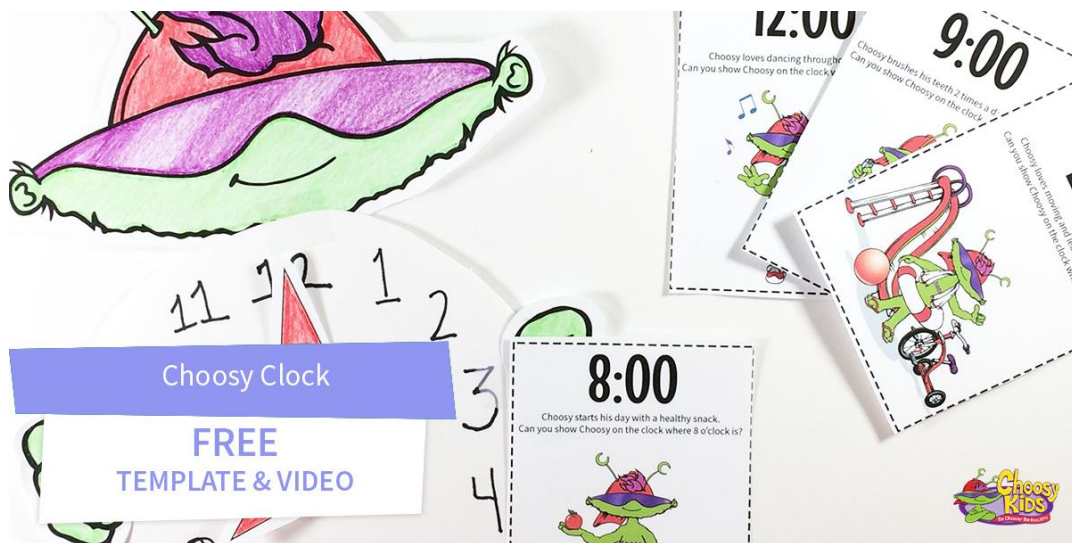 12:00
Choosy loves dancing
Can you show Choosy on the clock
9:00
Choosy brushes his teeth 2 times a d
Can you show Choosy on the clock
Choosy loves moving and
Can you show Choosy on the clock
11 12 1
2
3
4
Choosy Clock
FREE
TEMPLATE & VIDEO
8:00
Choosy starts his day with a healthy snack.
Can you show Choosy on the clock where 8 o'clock is?
Choosy
KIDS